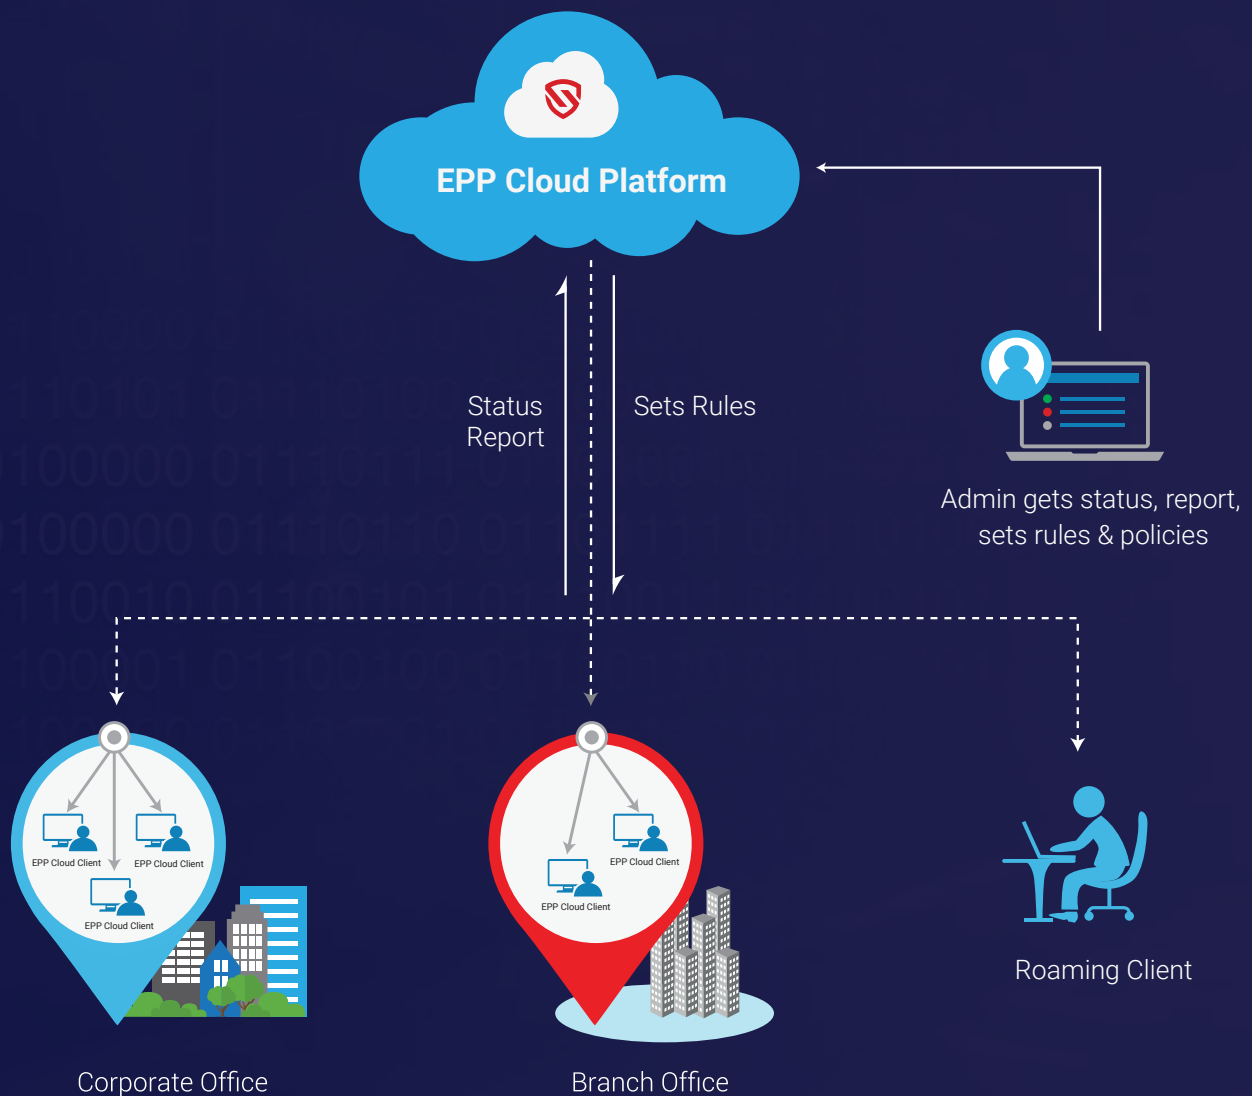 EPP Cloud Platform
Status
Report
Sets Rules
Admin gets status, report,
sets rules & policies
EPP Cloud Client
EPP Cloud Client
EPP Cloud Client
EPP Cloud Client
EPP Cloud Client
Roaming Client
Corporate Office
Branch Office